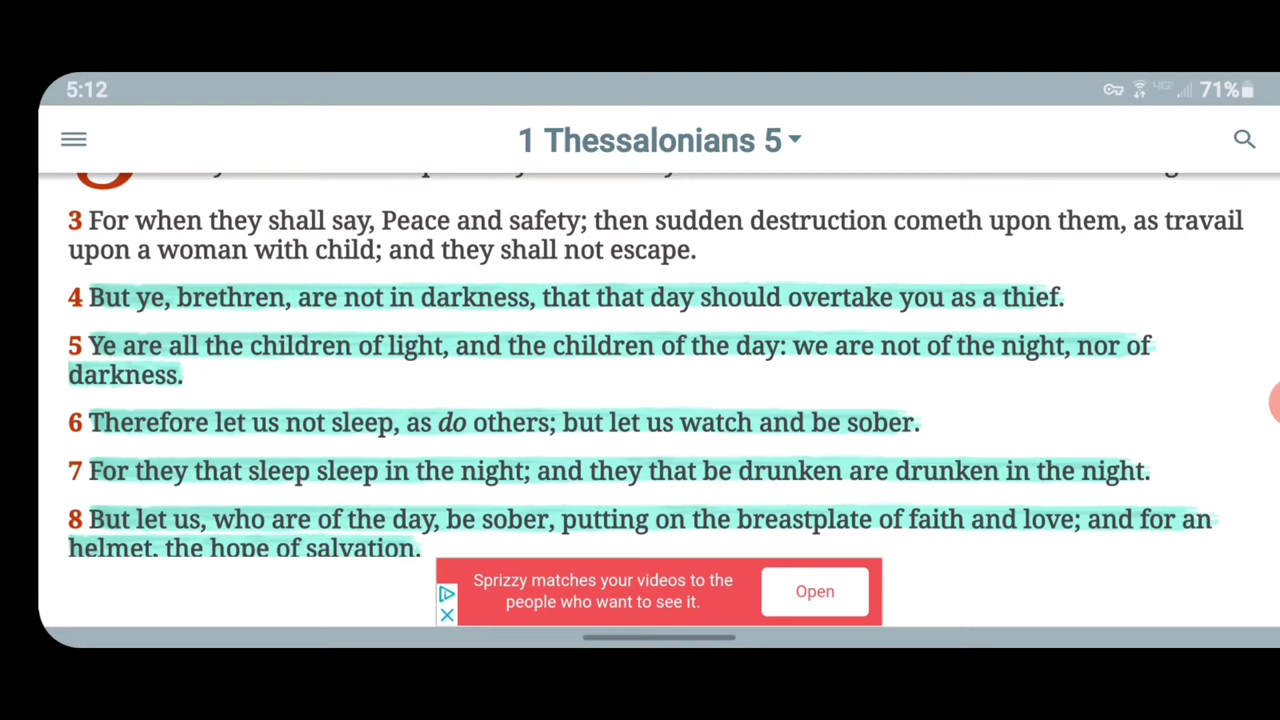 5:12
71%
1 Thessalonians 5
3 For when they shall say, Peace and safety; then sudden destruction cometh upon them, as travail
upon a woman with child; and they shall not escape.
4 But ye, brethren, are not in darkness, that that day should overtake you as a thief.
5 Ye are all the children of light, and the children of the day: we are not of the night, nor of
darkness.
6 Therefore let us not sleep, as do others; but let us watch and be sober.
7 For they that sleep sleep in the night; and they that be drunken are drunken in the night.
8 But let us, who are of the day, be sober, putting on the breastplate of faith and love; and for an
helmet, the hope of salvation.
Sprizzy matches your videos to the
people who want to see it.
Open